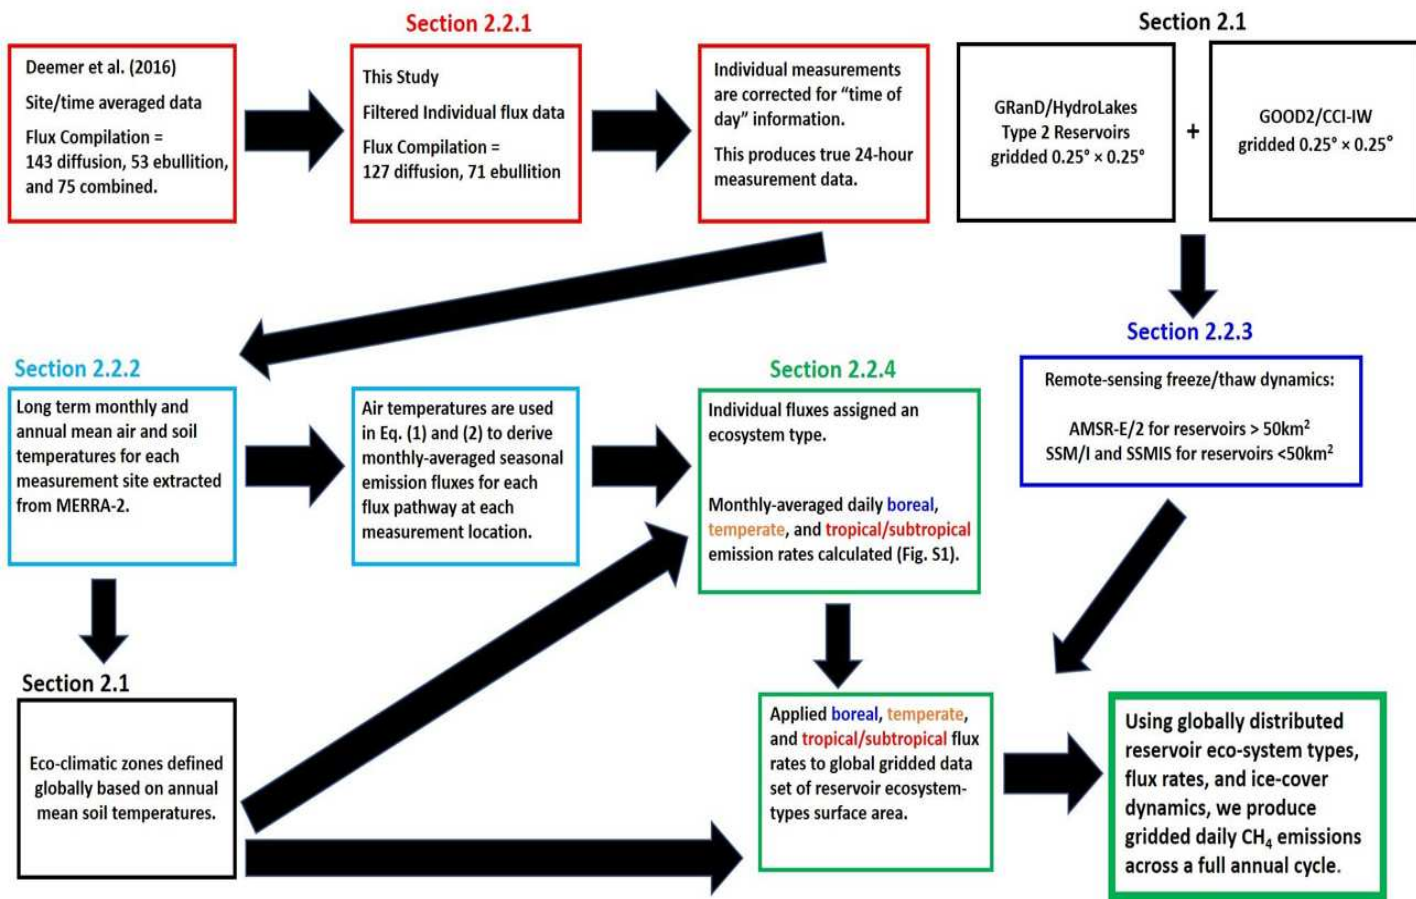 Section 2.2.1
Deemer et al. (2016)
Site/time averaged data
Flux Compilation =
143 diffusion, 53 ebullition,
and 75 combined.
This Study
Filtered Individual flux data
Flux Compilation =
127 diffusion, 71 ebullition
Individual measurements
are corrected for “time of
day” information.
This produces true 24-hour
measurement data.
Section 2.1
GRanD/HydroLakes
Type 2 Reservoirs
gridded 0.25° × 0.25°
+
GOOD2/CCI-IW
gridded 0.25° × 0.25°
Section 2.2.2
Long term monthly and
annual mean air and soil
temperatures for each
measurement site extracted
from MERRA-2.
Air temperatures are used
in Eq. (1) and (2) to derive
monthly-averaged seasonal
emission fluxes for each
flux pathway at each
measurement location.
Section 2.2.4
Individual fluxes assigned an
ecosystem type.
Monthly-averaged daily boreal,
temperate, and tropical/subtropical
emission rates calculated (Fig. S1).
Section 2.2.3
Remote-sensing freeze/thaw dynamics:
AMSR-E/2 for reservoirs > 50km²
SSM/I and SSMIS for reservoirs <50km²
Section 2.1
Eco-climatic zones defined
globally based on annual
mean soil temperatures.
Applied boreal, temperate,
and tropical/subtropical flux
rates to global gridded data
set of reservoir ecosystem-
types surface area.
Using globally distributed
reservoir eco-system types,
flux rates, and ice-cover
dynamics, we produce
gridded daily CH₄ emissions
across a full annual cycle.